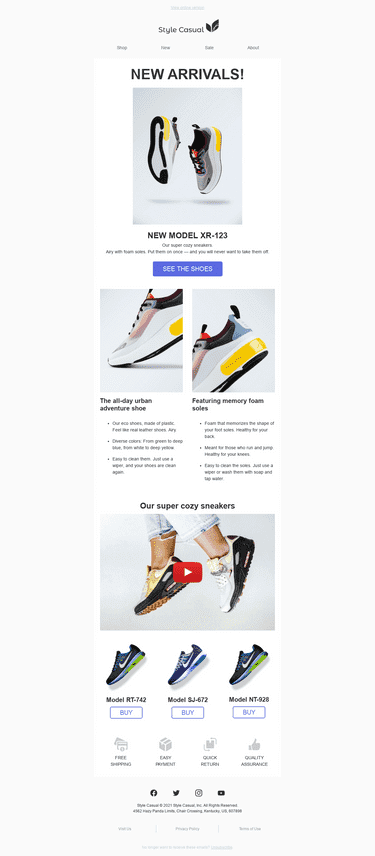 View online version
Style Casual
Shop New Sale About
NEW ARRIVALS!
NEW MODEL XR-123
Our super cozy sneakers
Airy with foam soles. Put them on once — and you will never want to take them off.
SEE THE SHOES
The all-day urban
adventure shoe
Our eco shoes, made of plastic.
Feel like real leather shoes. Airy.
Diverse colors: From green to deep
blue, from white to deep yellow.
Easy to clean them. Just use a
wiper, and your shoes are clean
again.
Featuring memory foam
soles
Foam that memorizes the shape of
your foot soles. Healthy for your
back.
Meant for those who run and jump.
Healthy for your knees.
Easy to clean the soles. Just use a
wiper or wash them with soap and
tap water
Our super cozy sneakers
Model RT-742 Model SJ-672 Model NT-928
BUY BUY BUY
FREE
SHIPPING
EASY
PAYMENT
QUICK
RETURN
QUALITY
ASSURANCE
Style Casual © 2021 Style Casual, Inc. All Rights Reserved.
4562 Hazy Panda Limits, Chair Crossing, Kentucky, US, 607898
Visit Us Privacy Policy Terms of Use